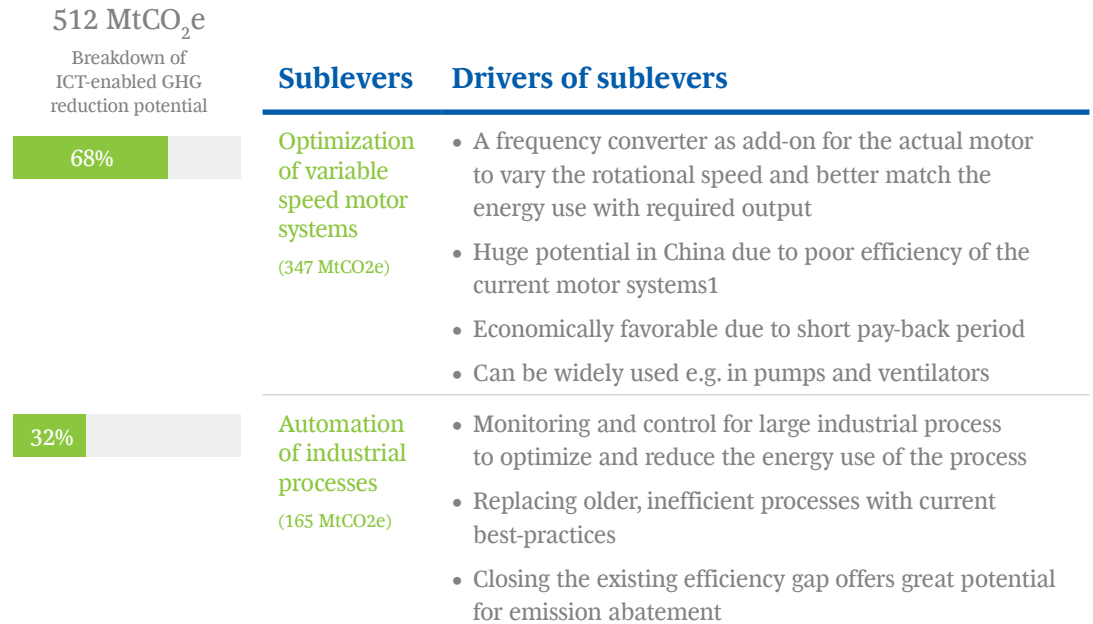 512 MtCO₂e
Breakdown of
ICT-enabled GHG
reduction potential
Sublevers
Drivers of sublevers
68%
Optimization
of variable
speed motor
systems
(347 MtCO2e)
• A frequency converter as add-on for the actual motor
to vary the rotational speed and better match the
energy use with required output
• Huge potential in China due to poor efficiency of the
current motor systems1
• Economically favorable due to short pay-back period
• Can be widely used e.g. in pumps and ventilators
32%
Automation
of industrial
processes
(165 MtCO2e)
• Monitoring and control for large industrial process
to optimize and reduce the energy use of the process
• Replacing older, inefficient processes with current
best-practices
• Closing the existing efficiency gap offers great potential
for emission abatement